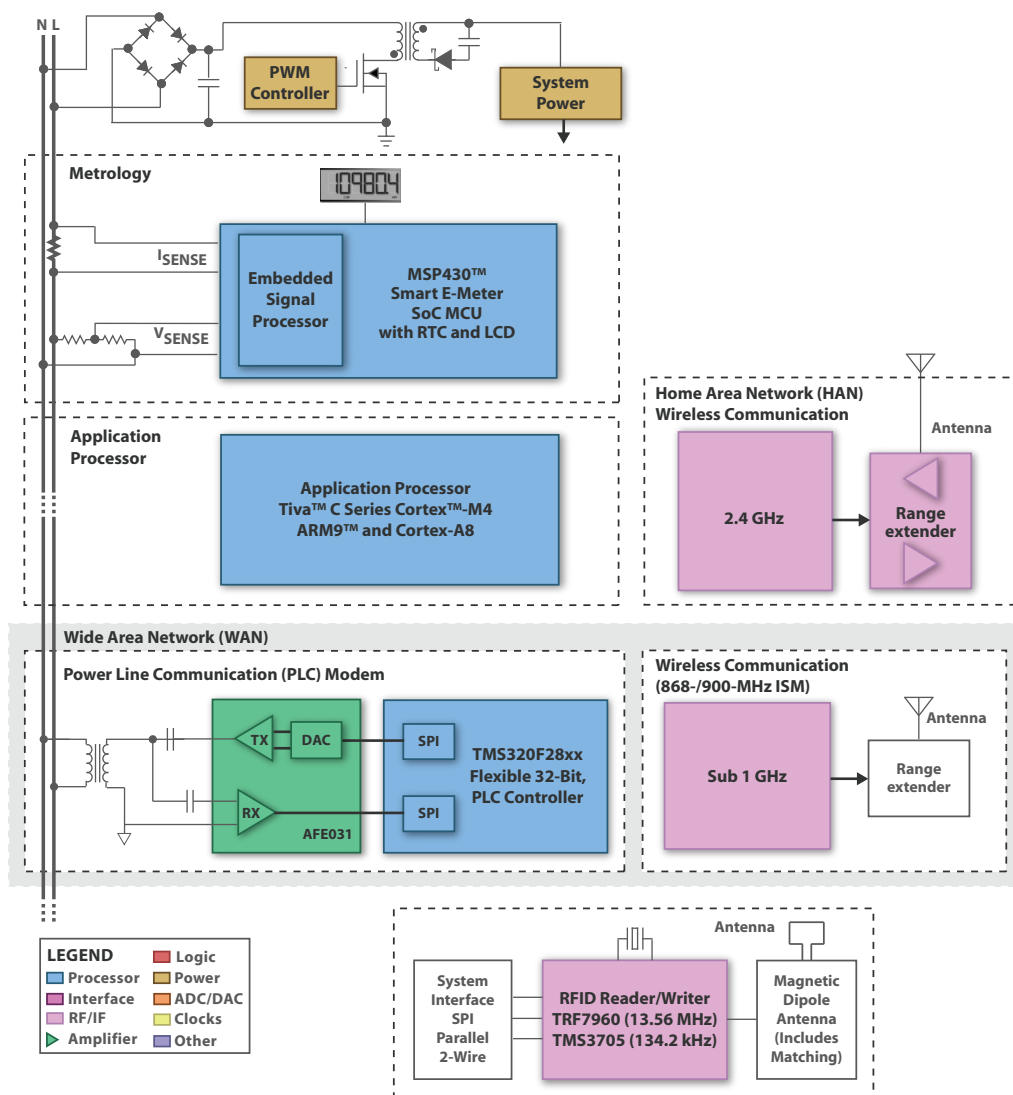 N L
PWM
Controller
System
Power
Metrology
10980.4
ISENSE
VSENSE
Embedded
Signal
Processor
MSP430™
Smart E-Meter
SoC MCU
with RTC and LCD
Application
Processor
Application Processor
Tiva™ C Series Cortex™-M4
ARM9™ and Cortex-A8
Home Area Network (HAN)
Wireless Communication
Antenna
2.4 GHz
Range
extender
Wide Area Network (WAN)
Power Line Communication (PLC) Modem
TX
DAC
SPI
RX
SPI
AFE031
TMS320F28xx
Flexible 32-Bit,
PLC Controller
Wireless Communication
(868-/900-MHz ISM)
Antenna
Sub 1 GHz
Range
extender
LEGEND
Processor
Interface
RF/IF
Amplifier
Logic
Power
ADC/DAC
Clocks
Other
System
Interface
SPI
Parallel
2-Wire
RFID Reader/Writer
TRF7960 (13.56 MHz)
TMS3705 (134.2 kHz)
Antenna
Magnetic
Dipole
Antenna
(Includes
Matching)